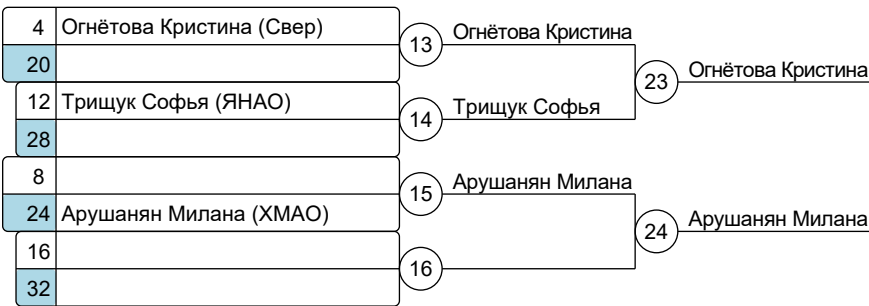 4 Огнётова Кристина (Свер)
20
13 Огнётова Кристина
12 Трищук Софья (ЯНАО)
28
14 Трищук Софья
23 Огнётова Кристина
8
24 Арушанян Милана (ХМАО)
15 Арушанян Милана
16
32
16
24 Арушанян Милана